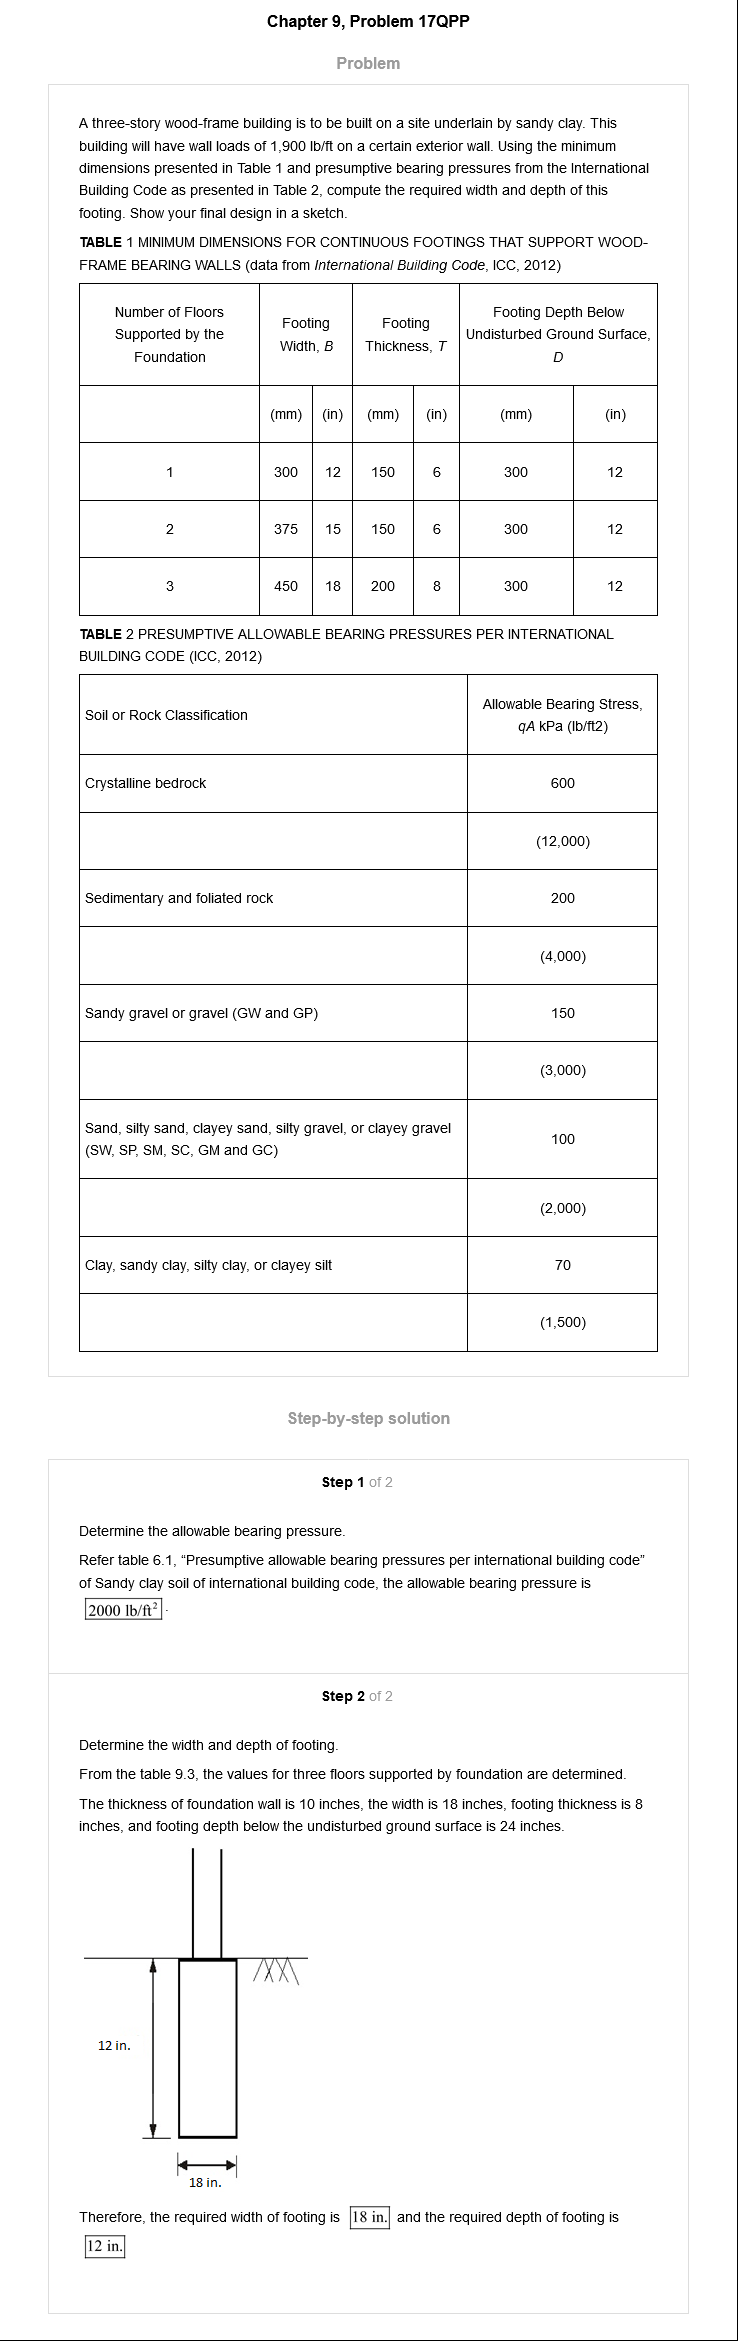 Chapter 9, Problem 17QPP
Problem
A three-story wood-frame building is to be built on a site underlain by sandy clay. This
building will have wall loads of 1,900 lb/ft on a certain exterior wall. Using the minimum
dimensions presented in Table 1 and presumptive bearing pressures from the International
Building Code as presented in Table 2, compute the required width and depth of this
footing. Show your final design in a sketch.
TABLE 1 MINIMUM DIMENSIONS FOR CONTINUOUS FOOTINGS THAT SUPPORT WOOD-
FRAME BEARING WALLS (data from International Building Code, ICC, 2012)
Number of Floors
Supported by the
Foundation
Footing
Width, B
Footing
Thickness, T
Footing Depth Below
Undisturbed Ground Surface,
D
(mm) (in) (mm) (in) (mm) (in)
1 300 12 150 6 300 12
2 375 15 150 6 300 12
3 450 18 200 8 300 12
TABLE 2 PRESUMPTIVE ALLOWABLE BEARING PRESSURES PER INTERNATIONAL
BUILDING CODE (ICC, 2012)
Soil or Rock Classification
Allowable Bearing Stress,
qA kPa (lb/ft2)
Crystalline bedrock 600
(12,000)
Sedimentary and foliated rock 200
(4,000)
Sandy gravel or gravel (GW and GP) 150
(3,000)
Sand, silty sand, clayey sand, silty gravel, or clayey gravel
(SW, SP, SM, SC, GM and GC)
100
(2,000)
Clay, sandy clay, silty clay, or clayey silt 70
(1,500)
Step-by-step solution
Step 1 of 2
Determine the allowable bearing pressure.
Refer table 6.1, “Presumptive allowable bearing pressures per international building code”
of Sandy clay soil of international building code, the allowable bearing pressure is
2000 lb/ft².
Step 2 of 2
Determine the width and depth of footing.
From the table 9.3, the values for three floors supported by foundation are determined.
The thickness of foundation wall is 10 inches, the width is 18 inches, footing thickness is 8
inches, and footing depth below the undisturbed ground surface is 24 inches.
12 in.
18 in.
Therefore, the required width of footing is 18 in. and the required depth of footing is
12 in.